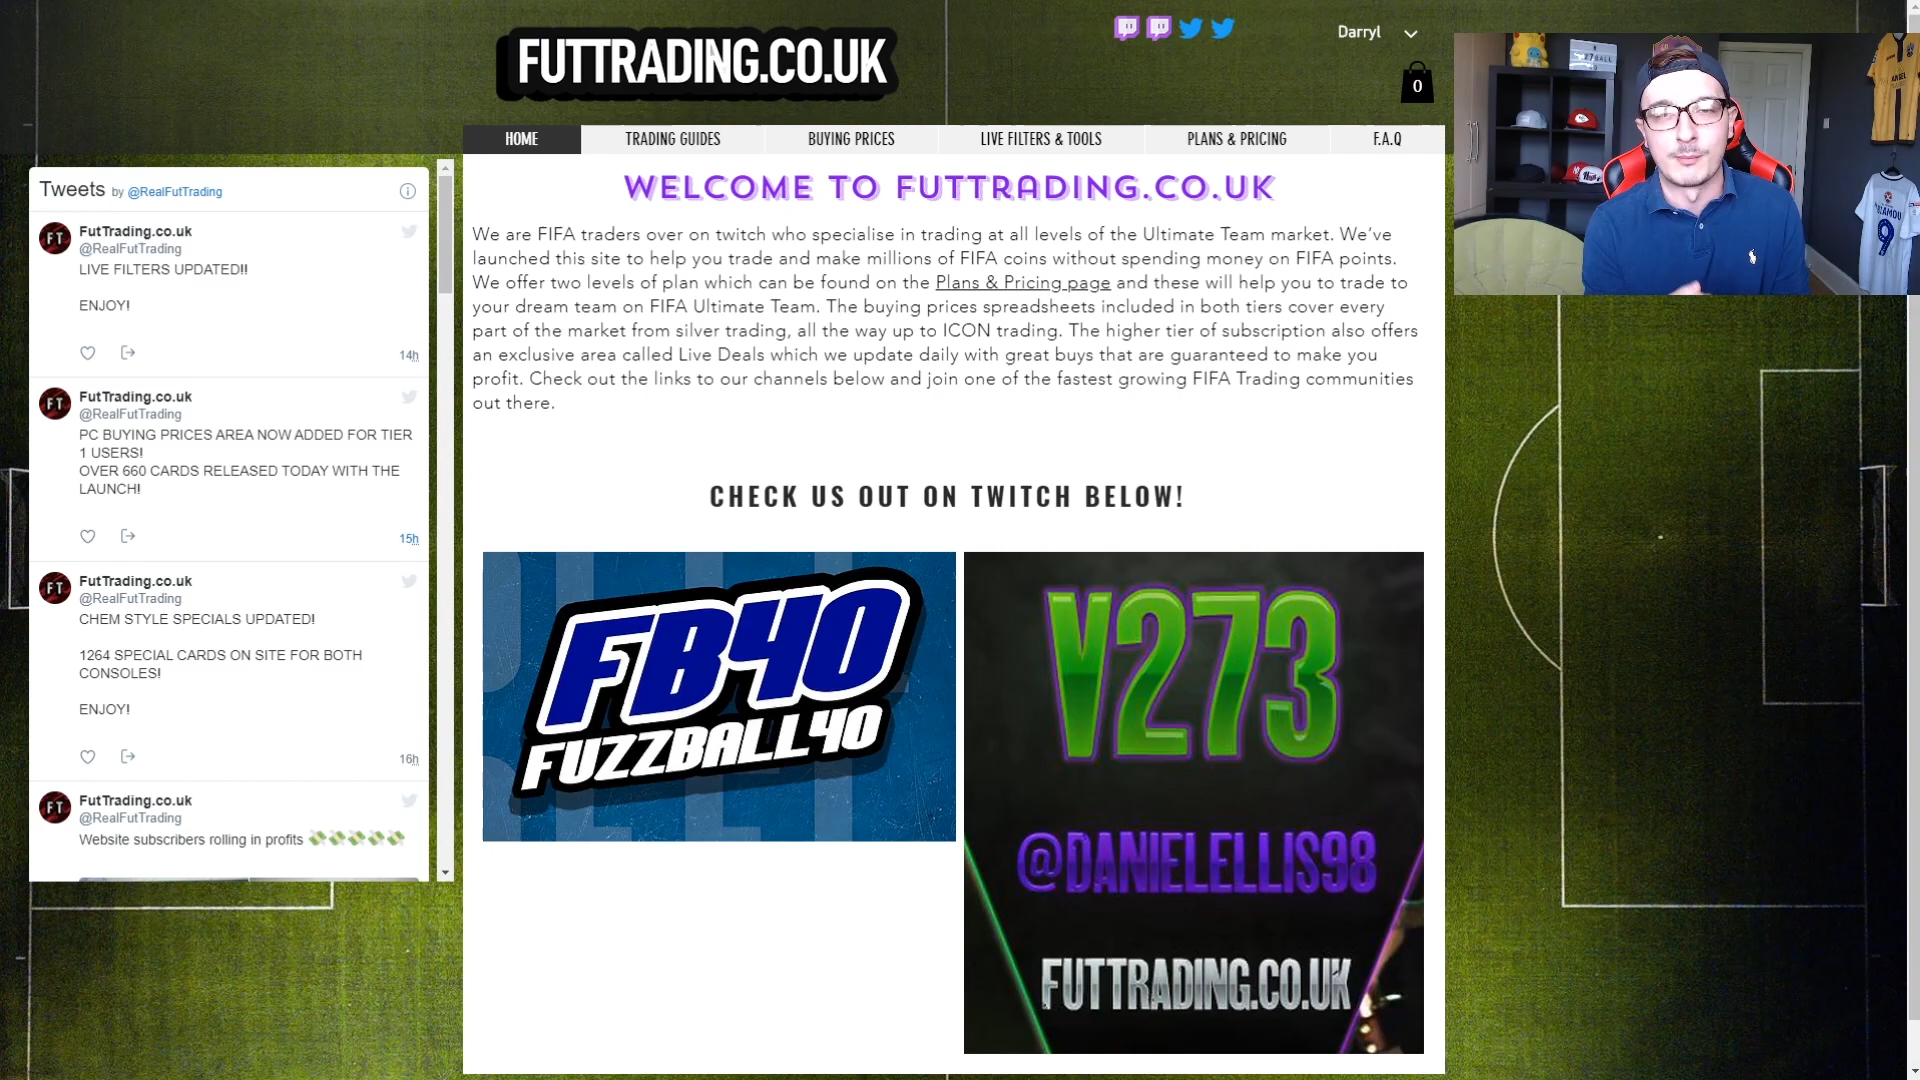 FUTTRADING.CO.UK
Darryl
0
HOME
TRADING GUIDES
BUYING PRICES
LIVE FILTERS & TOOLS
PLANS & PRICING
F.A.Q
Tweets by @RealFutTrading
FutTrading.co.uk
@RealFutTrading
LIVE FILTERS UPDATED!!
ENJOY!
14h
FutTrading.co.uk
@RealFutTrading
PC BUYING PRICES AREA NOW ADDED FOR TIER
1 USERS!
OVER 660 CARDS RELEASED TODAY WITH THE
LAUNCH!
15h
FutTrading.co.uk
@RealFutTrading
CHEM STYLE SPECIALS UPDATED!
1264 SPECIAL CARDS ON SITE FOR BOTH
CONSOLES!
ENJOY!
16h
FutTrading.co.uk
@RealFutTrading
Website subscribers rolling in profits 💸💸💸💸💸
WELCOME TO FUTTRADING.CO.UK
We are FIFA traders over on twitch who specialise in trading at all levels of the Ultimate Team market. We've
launched this site to help you trade and make millions of FIFA coins without spending money on FIFA points.
We offer two levels of plan which can be found on the Plans & Pricing page and these will help you to trade to
your dream team on FIFA Ultimate Team. The buying prices spreadsheets included in both tiers cover every
part of the market from silver trading, all the way up to ICON trading. The higher tier of subscription also offers
an exclusive area called Live Deals which we update daily with great buys that are guaranteed to make you
profit. Check out the links to our channels below and join one of the fastest growing FIFA Trading communities
out there.
CHECK US OUT ON TWITCH BELOW!
FB40
FUZZBALL40
V273
@DANIELELLIS98
FUTTRADING.CO.UK
9